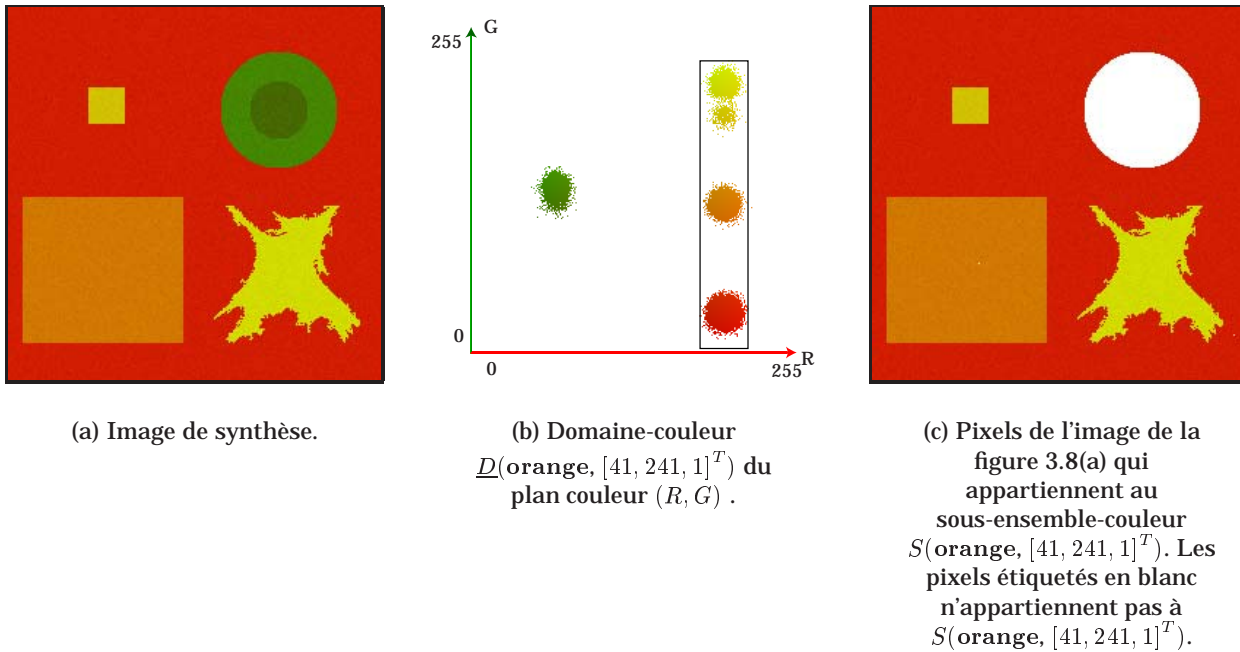 G
255
0
0
255
R
(a) Image de synthèse.
(b) Domaine-couleur
D(orange, [41, 241, 1]^T) du
plan couleur (R, G) .
(c) Pixels de l'image de la
figure 3.8(a) qui
appartiennent au
sous-ensemble-couleur
S(orange, [41, 241, 1]^T). Les
pixels étiquetés en blanc
n'appartiennent pas à
S(orange, [41, 241, 1]^T).